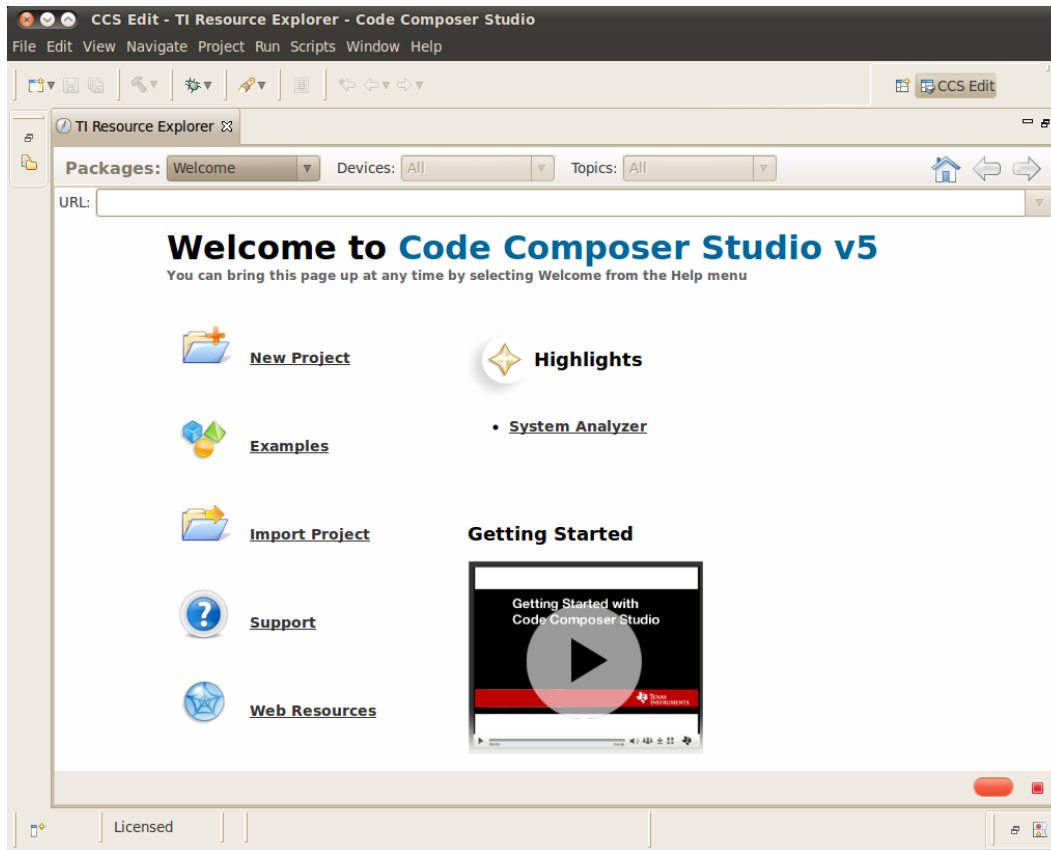 CCS Edit - TI Resource Explorer - Code Composer Studio
File Edit View Navigate Project Run Scripts Window Help
CCS Edit
TI Resource Explorer
Packages: Welcome Devices: All Topics: All
URL:
Welcome to Code Composer Studio v5
You can bring this page up at any time by selecting Welcome from the Help menu
New Project
Examples
Import Project
Support
Web Resources
Highlights
• System Analyzer
Getting Started
Getting Started with
Code Composer Studio
TEXAS
INSTRUMENTS
Licensed